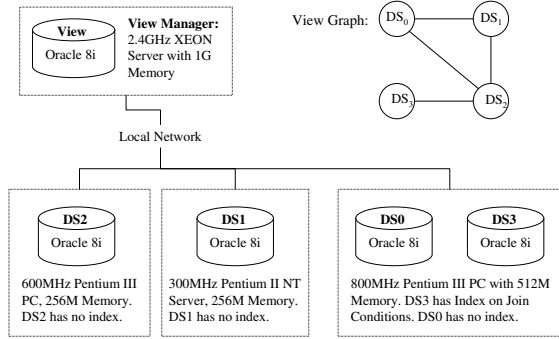 View
Oracle 8i
View Manager:
2.4GHz XEON
Server with 1G
Memory
View Graph:
DS0
DS1
DS3
DS2
Local Network
DS2
Oracle 8i
600MHz Pentium III
PC, 256M Memory.
DS2 has no index.
DS1
Oracle 8i
300MHz Pentium II NT
Server, 256M Memory.
DS1 has no index.
DS0
Oracle 8i
DS3
Oracle 8i
800MHz Pentium III PC with 512M
Memory. DS3 has Index on Join
Conditions. DS0 has no index.